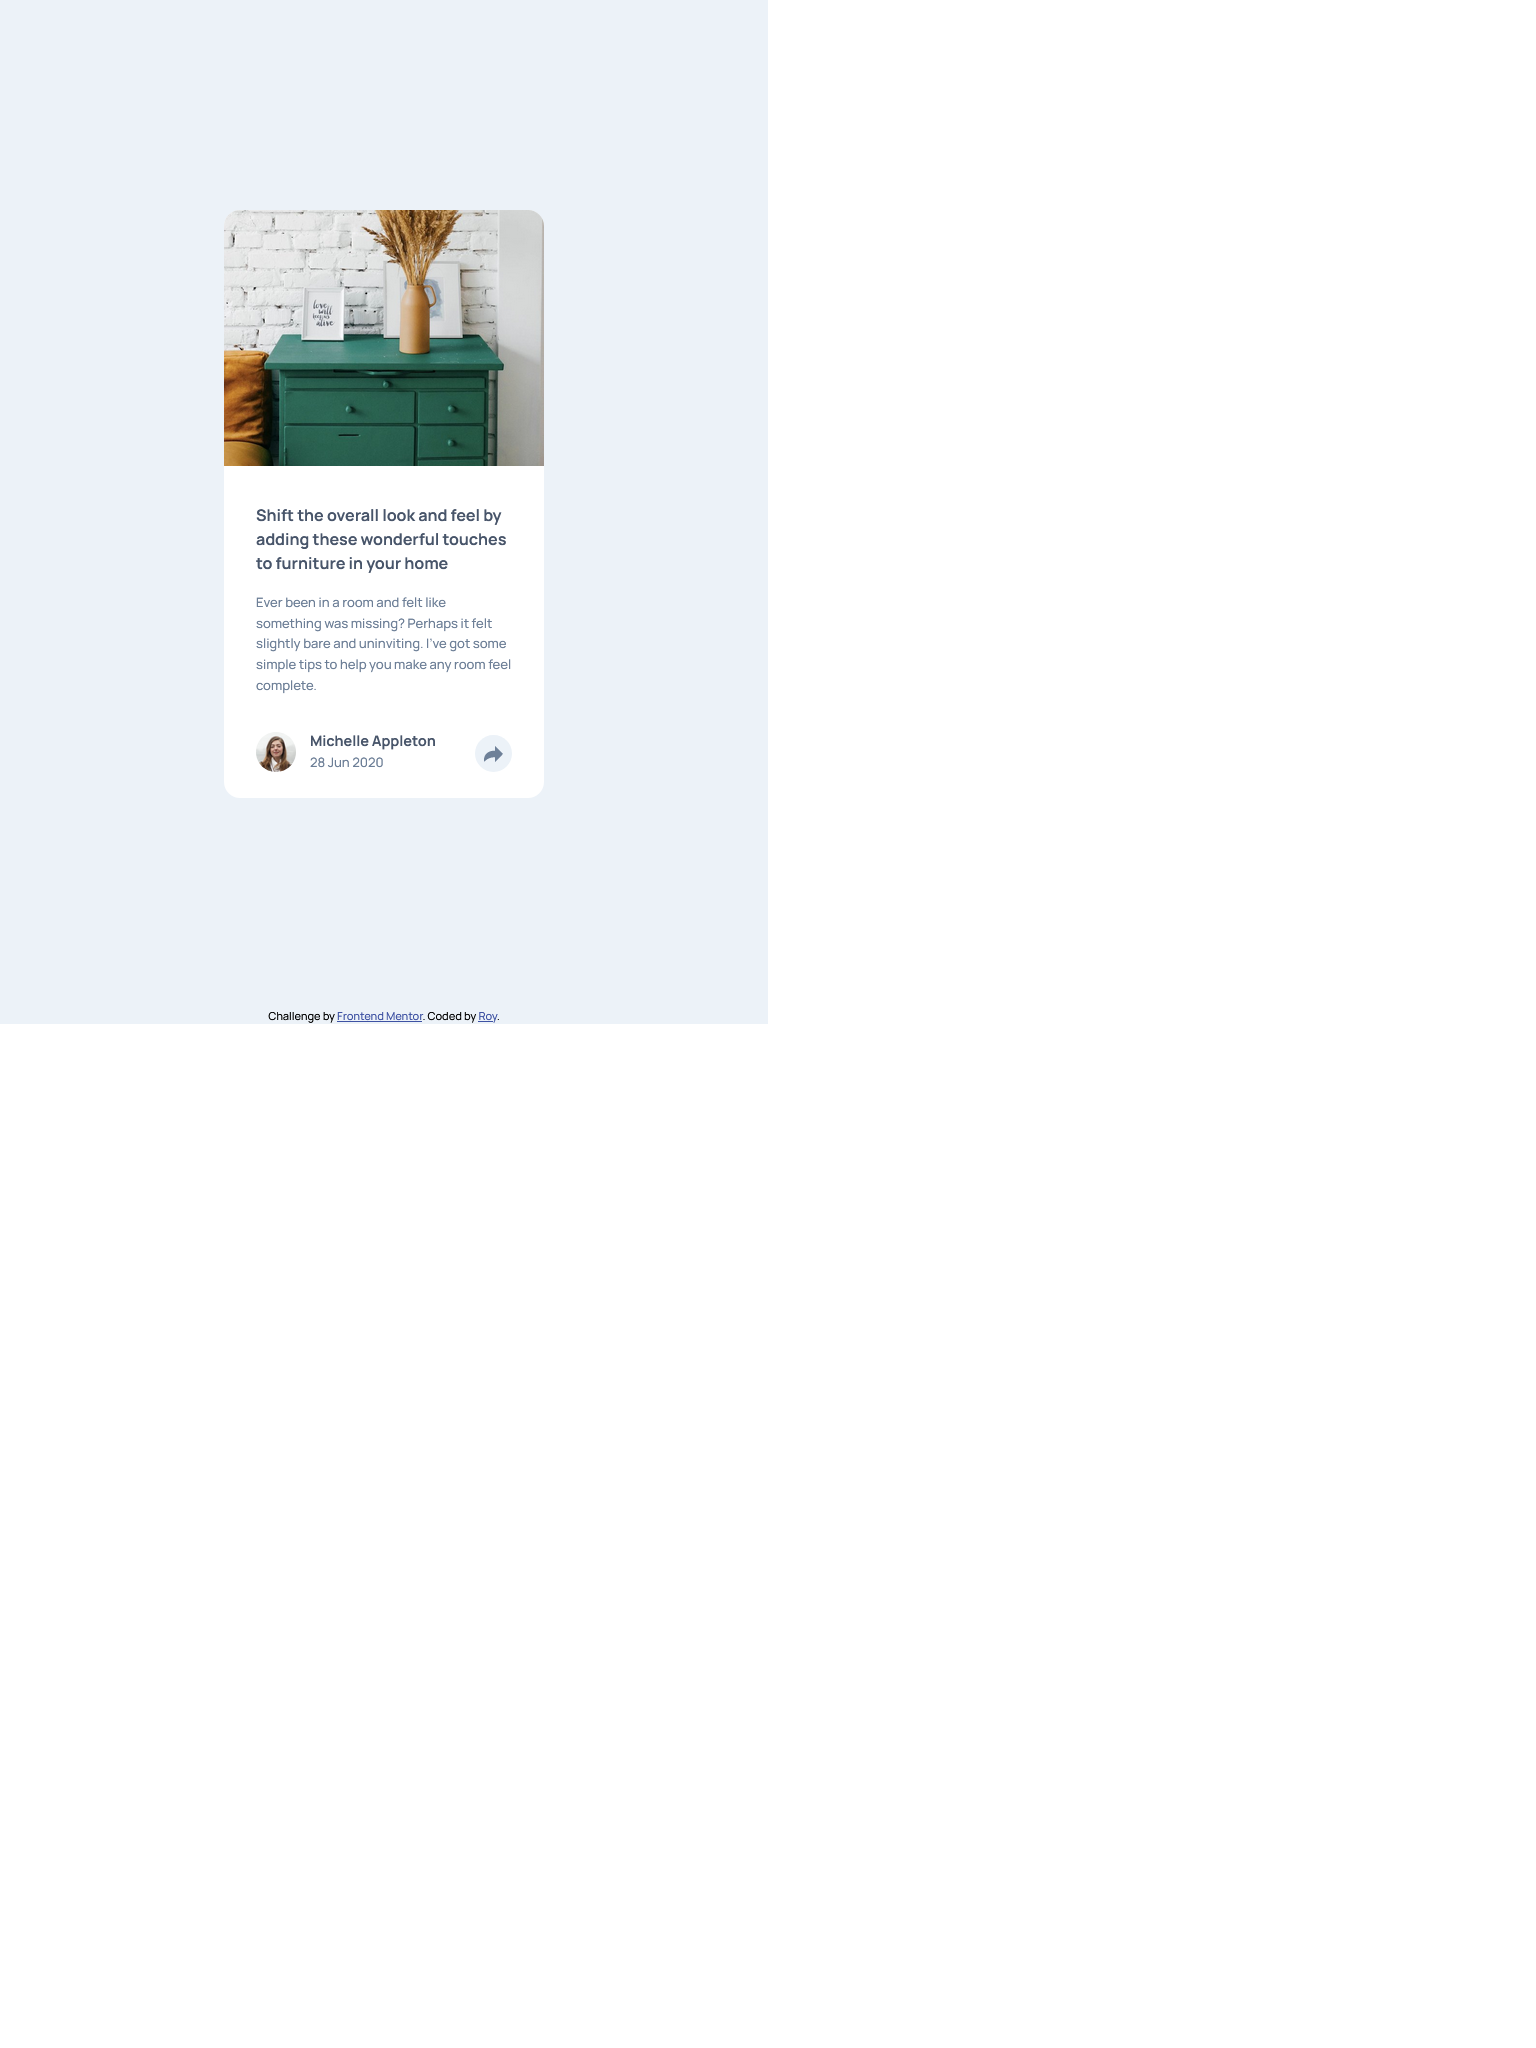 love
will
alive
Shift the overall look and feel by
adding these wonderful touches
to furniture in your home
Ever been in a room and felt like
something was missing? Perhaps it felt
slightly bare and uninviting. I've got some
simple tips to help you make any room feel
complete.
Michelle Appleton
28 Jun 2020
Challenge by Frontend Mentor. Coded by Roy.